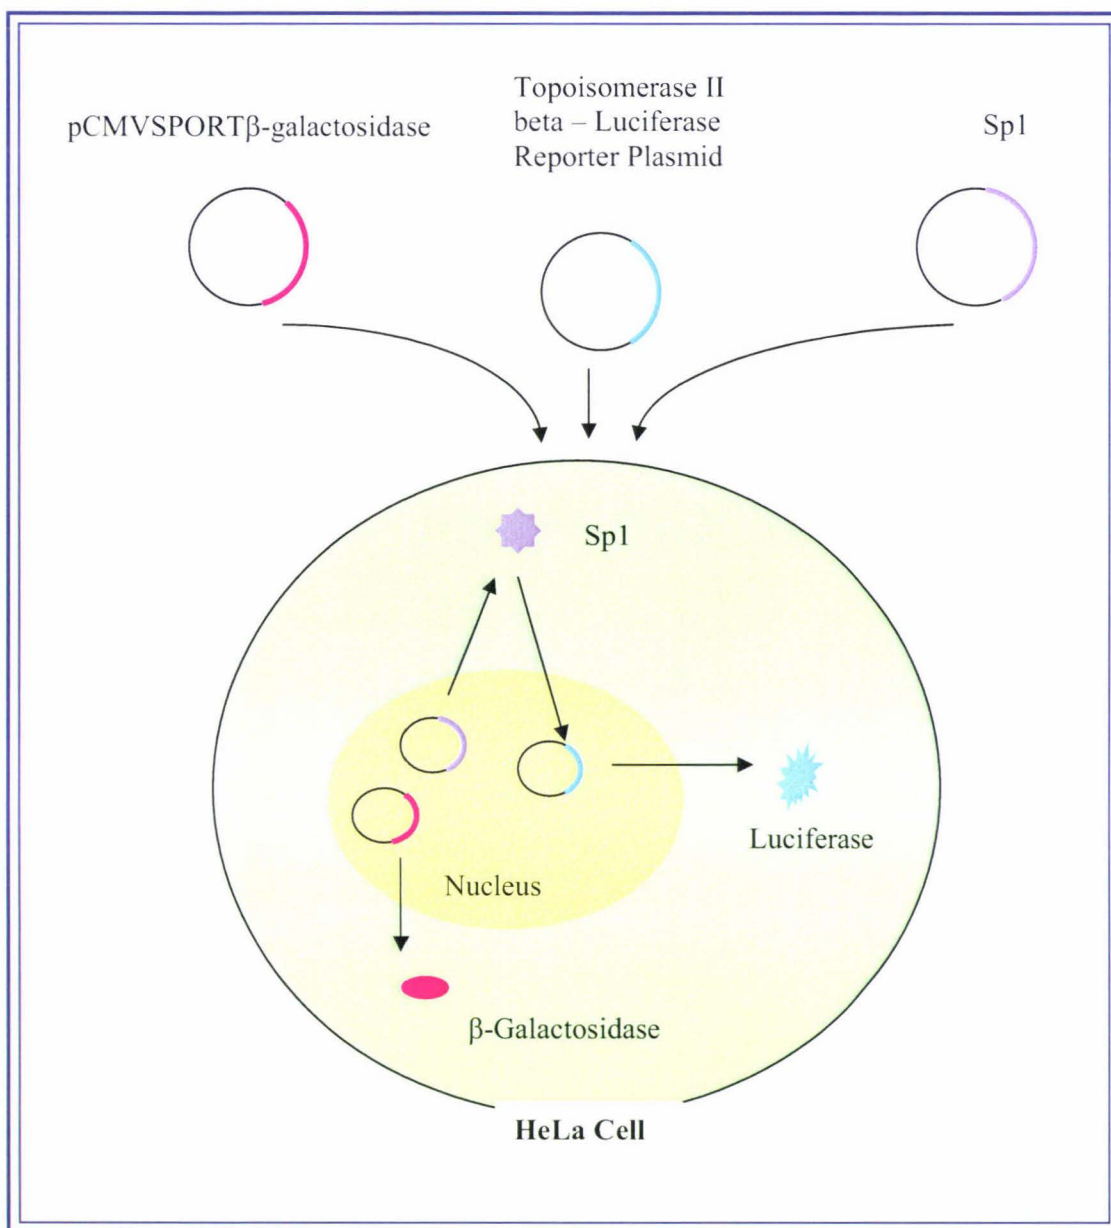 pCMVSPORTβ-galactosidase
Topoisomerase II
beta – Luciferase
Reporter Plasmid
Sp1
Sp1
Luciferase
Nucleus
β-Galactosidase
HeLa Cell